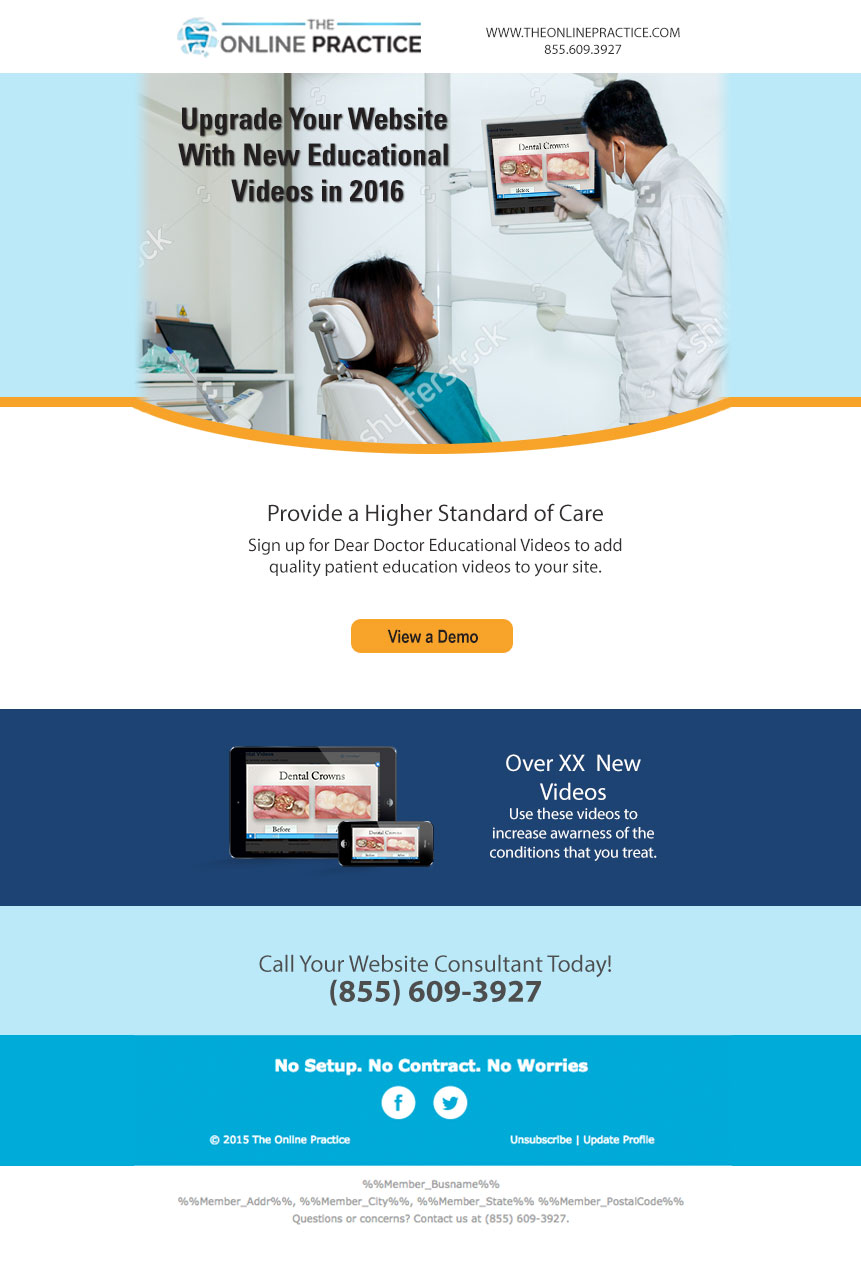 THE
ONLINE PRACTICE
WWW.THEONLINEPRACTICE.COM
855.609.3927
Upgrade Your Website
With New Educational
Videos in 2016
Dental Crowns
Before
stock
shutterstock
Provide a Higher Standard of Care
Sign up for Dear Doctor Educational Videos to add
quality patient education videos to your site.
View a Demo
Dental Crowns
Before
Dental Crowns
Before
Over XX New
Videos
Use these videos to
increase awarness of the
conditions that you treat.
Call Your Website Consultant Today!
(855) 609-3927
No Setup. No Contract. No Worries
© 2015 The Online Practice
Unsubscribe | Update Profile
%%Member_Busname%%
%%Member_Addr%%, %%Member_City%%, %%Member_State%% %%Member_PostalCode%%
Questions or concerns? Contact us at (855) 609-3927.